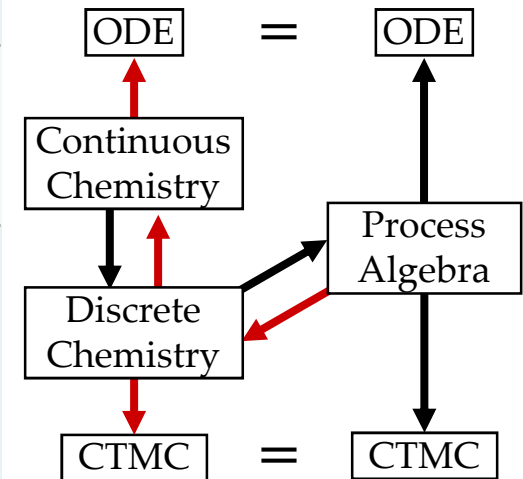 ODE = ODE
Continuous
Chemistry
Process
Algebra
Discrete
Chemistry
CTMC = CTMC